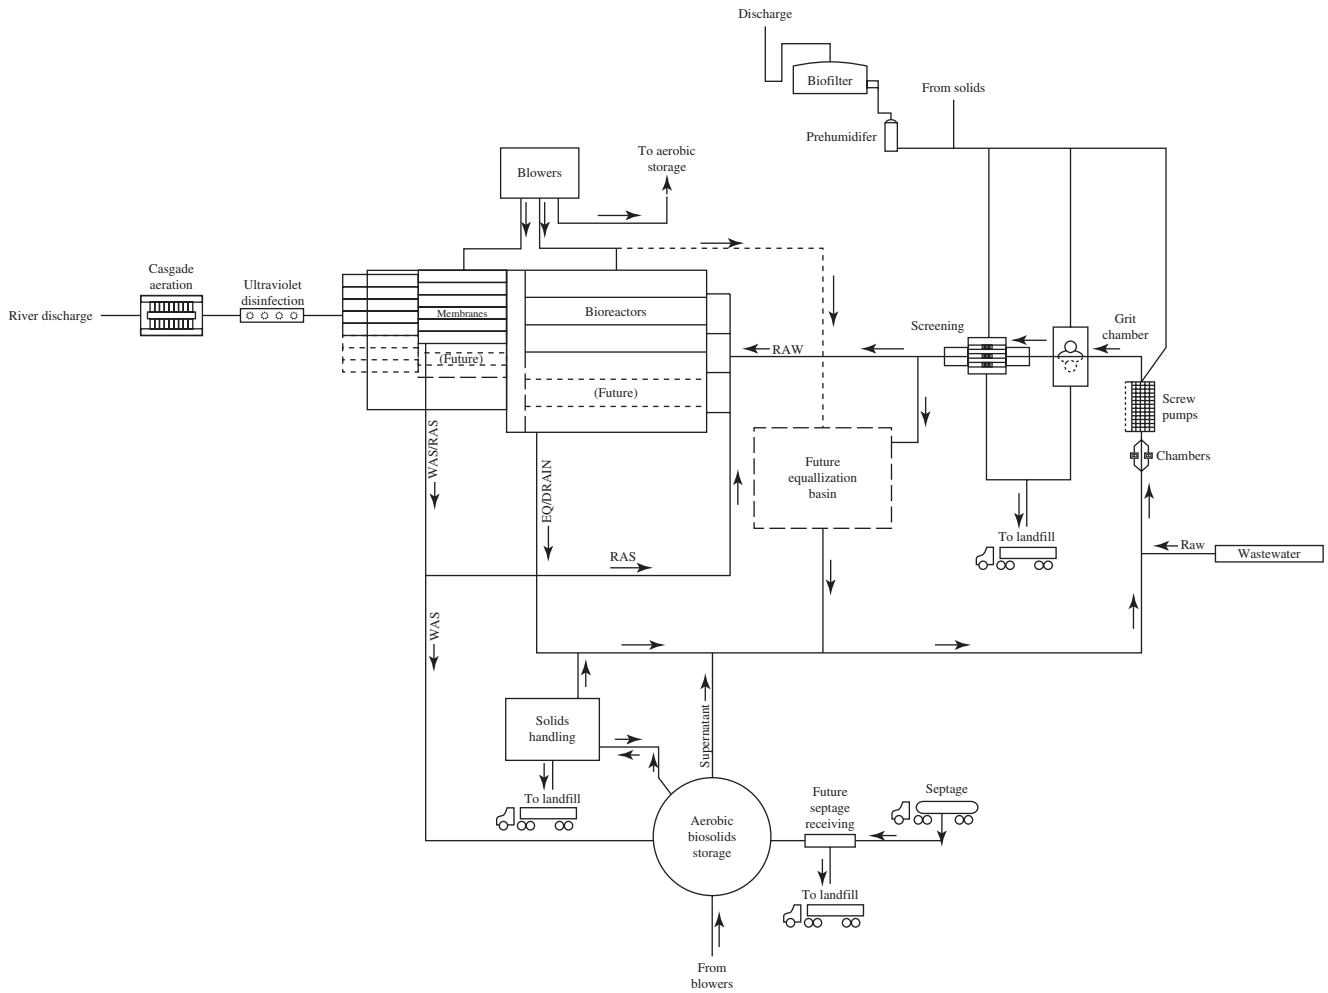 Discharge
Biofilter
From solids
Prehumidifer
Blowers
To aerobic
storage
Casgade
aeration
Ultraviolet
disinfection
River discharge
Membranes
(Future)
Bioreactors
(Future)
RAW
Screening
Grit
chamber
Screw
pumps
Chambers
WAS/RAS
EQ/DRAIN
Future
equallization
basin
To landfill
Raw
Wastewater
RAS
WAS
Solids
handling
Supernatant
To landfill
Aerobic
biosolids
storage
Future
septage
receiving
Septage
To landfill
From
blowers